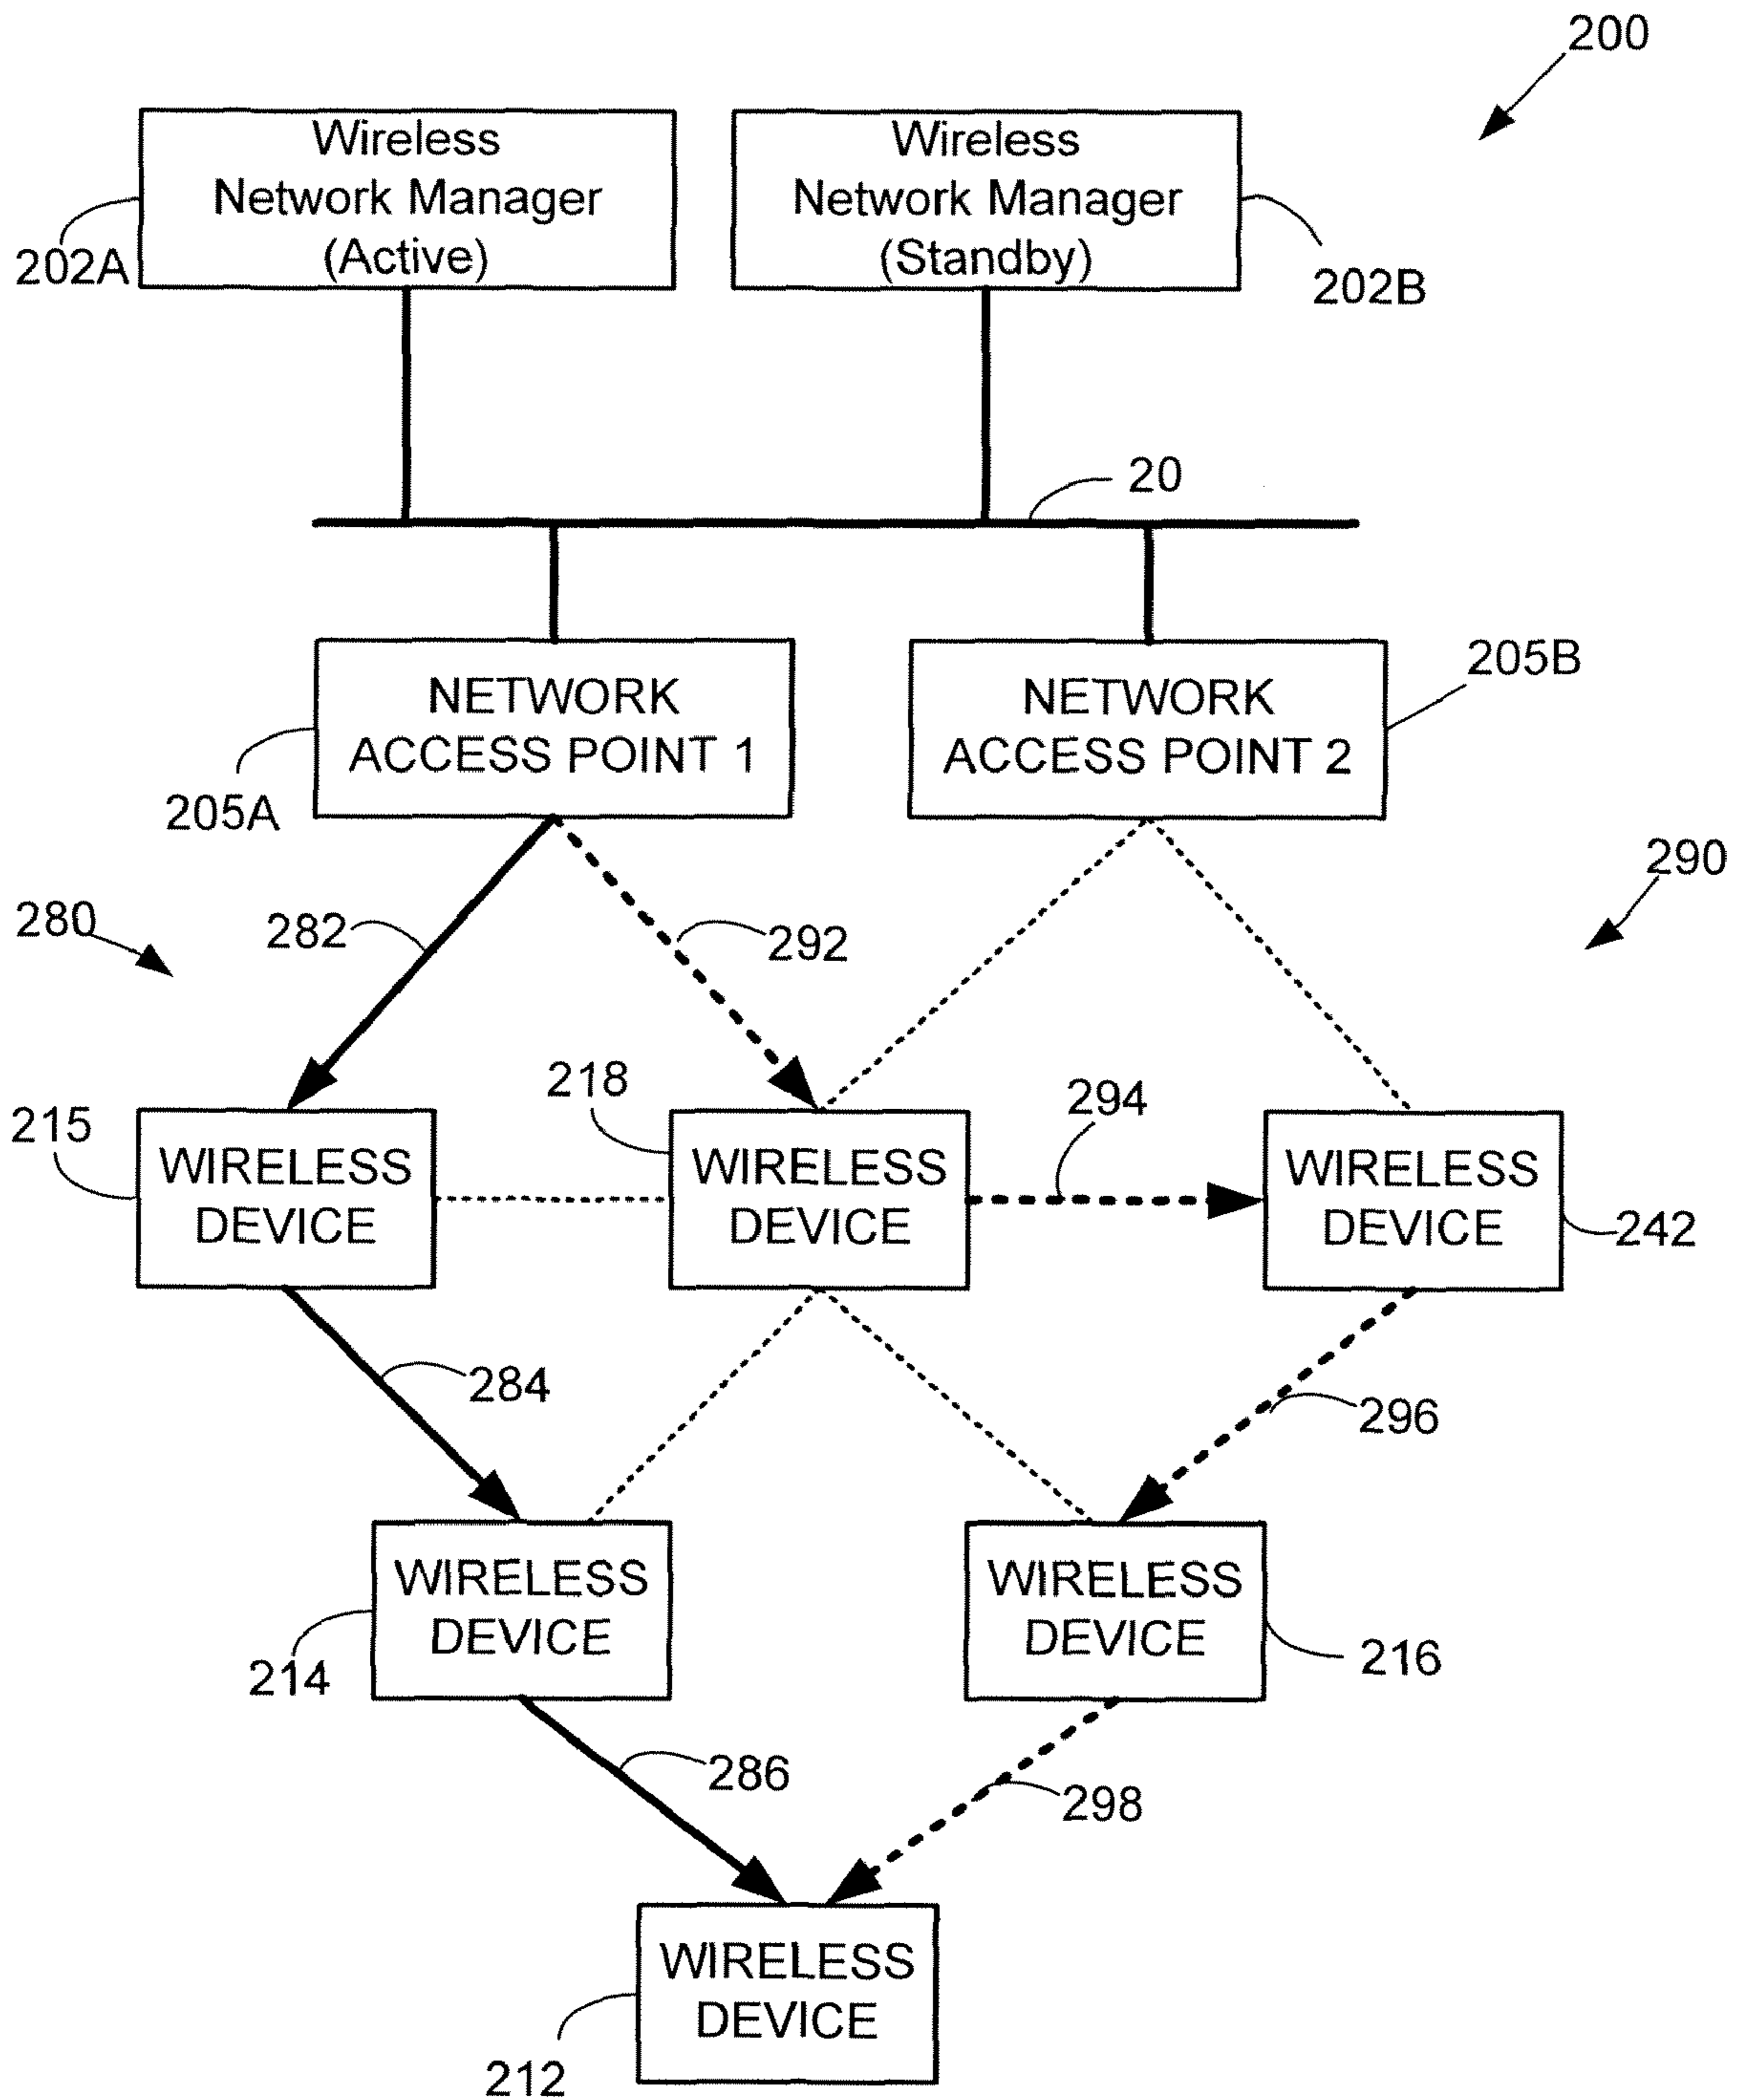 200
Wireless
Network Manager
(Active)
Wireless
Network Manager
(Standby)
202A
202B
20
NETWORK
ACCESS POINT 1
NETWORK
ACCESS POINT 2
205B
205A
290
280
282
292
218
294
215
WIRELESS
DEVICE
WIRELESS
DEVICE
WIRELESS
DEVICE
242
284
296
WIRELESS
DEVICE
WIRELESS
DEVICE
214
216
286
298
WIRELESS
DEVICE
212